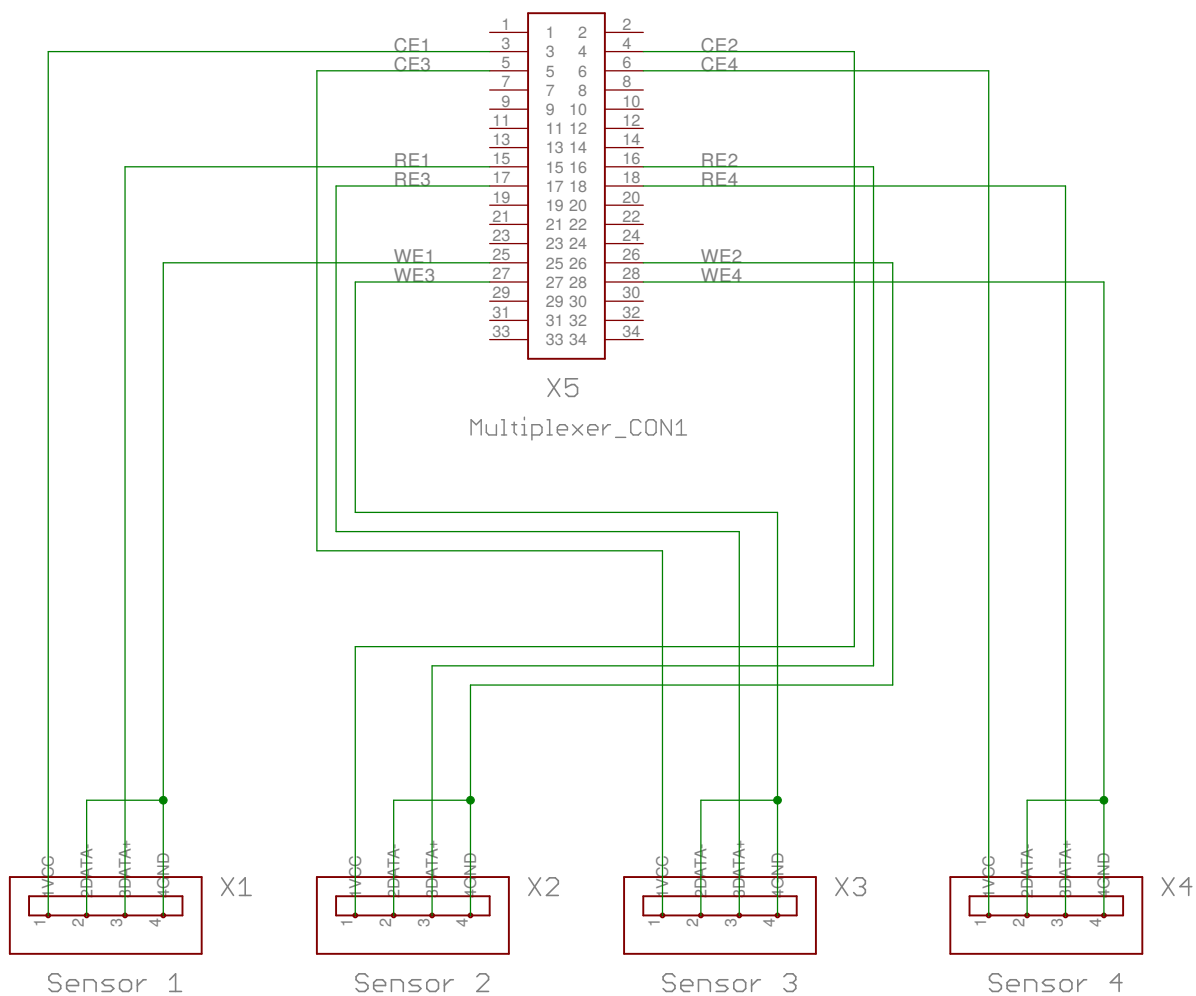 1 1 2 2
3 CE1 3 4 4 CE2
5 CE3 5 6 6 CE4
7 7 8 8
9 9 10 10
11 11 12 12
13 13 14 14
15 RE1 15 16 16 RE2
17 RE3 17 18 18 RE4
19 19 20 20
21 21 22 22
23 23 24 24
25 WE1 25 26 26 WE2
27 WE3 27 28 28 WE4
29 29 30 30
31 31 32 32
33 33 34 34
X5
Multiplexer_CON1
1VCC 2DATA- 3DATA+ 4GND
1 2 3 4
X1
Sensor 1
1VCC 2DATA- 3DATA+ 4GND
1 2 3 4
X2
Sensor 2
1VCC 2DATA- 3DATA+ 4GND
1 2 3 4
X3
Sensor 3
1VCC 2DATA- 3DATA+ 4GND
1 2 3 4
X4
Sensor 4